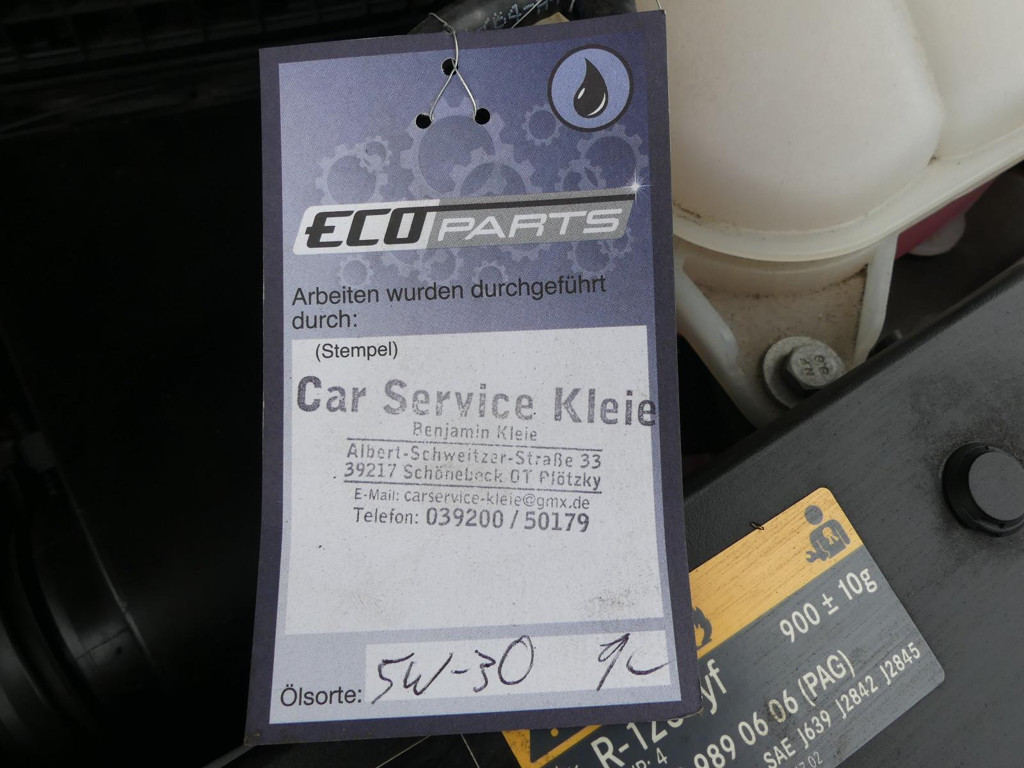 ECO PARTS
Arbeiten wurden durchgeführt
durch:
(Stempel)
Car Service Kleie
Benjamin Kleie
Albert-Schweitzer-Straße 33
39217 Schönebeck OT Plötzky
E-Mail: carservice-kleie@gmx.de
Telefon: 039200 / 50179
Ölsorte: 5W-30 9L
900 ± 10g
yf
R-12
989 06 06 (PAG)
SAE J639 J2842 J2845